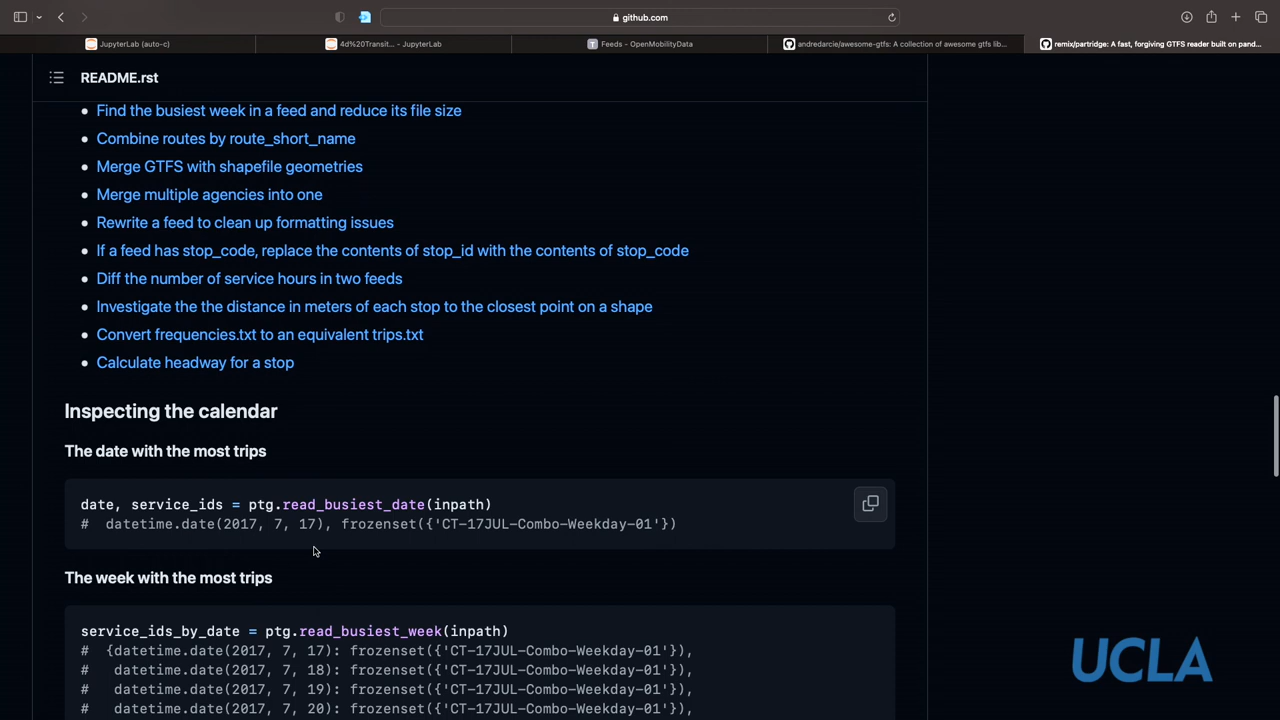 github.com
JupyterLab (auto-c)
4d%20Transit... – JupyterLab
T Feeds - OpenMobilityData
andredarcie/awesome-gtfs: A collection of awesome gtfs lib...
remix/partridge: A fast, forgiving GTFS reader built on pand...
README.rst
Find the busiest week in a feed and reduce its file size
Combine routes by route_short_name
Merge GTFS with shapefile geometries
Merge multiple agencies into one
Rewrite a feed to clean up formatting issues
If a feed has stop_code, replace the contents of stop_id with the contents of stop_code
Diff the number of service hours in two feeds
Investigate the the distance in meters of each stop to the closest point on a shape
Convert frequencies.txt to an equivalent trips.txt
Calculate headway for a stop
Inspecting the calendar
The date with the most trips
date, service_ids = ptg.read_busiest_date(inpath)
#  datetime.date(2017, 7, 17), frozenset({'CT-17JUL-Combo-Weekday-01'})
The week with the most trips
service_ids_by_date = ptg.read_busiest_week(inpath)
#  {datetime.date(2017, 7, 17): frozenset({'CT-17JUL-Combo-Weekday-01'}),
#   datetime.date(2017, 7, 18): frozenset({'CT-17JUL-Combo-Weekday-01'}),
#   datetime.date(2017, 7, 19): frozenset({'CT-17JUL-Combo-Weekday-01'}),
#   datetime.date(2017, 7, 20): frozenset({'CT-17JUL-Combo-Weekday-01'}),
UCLA